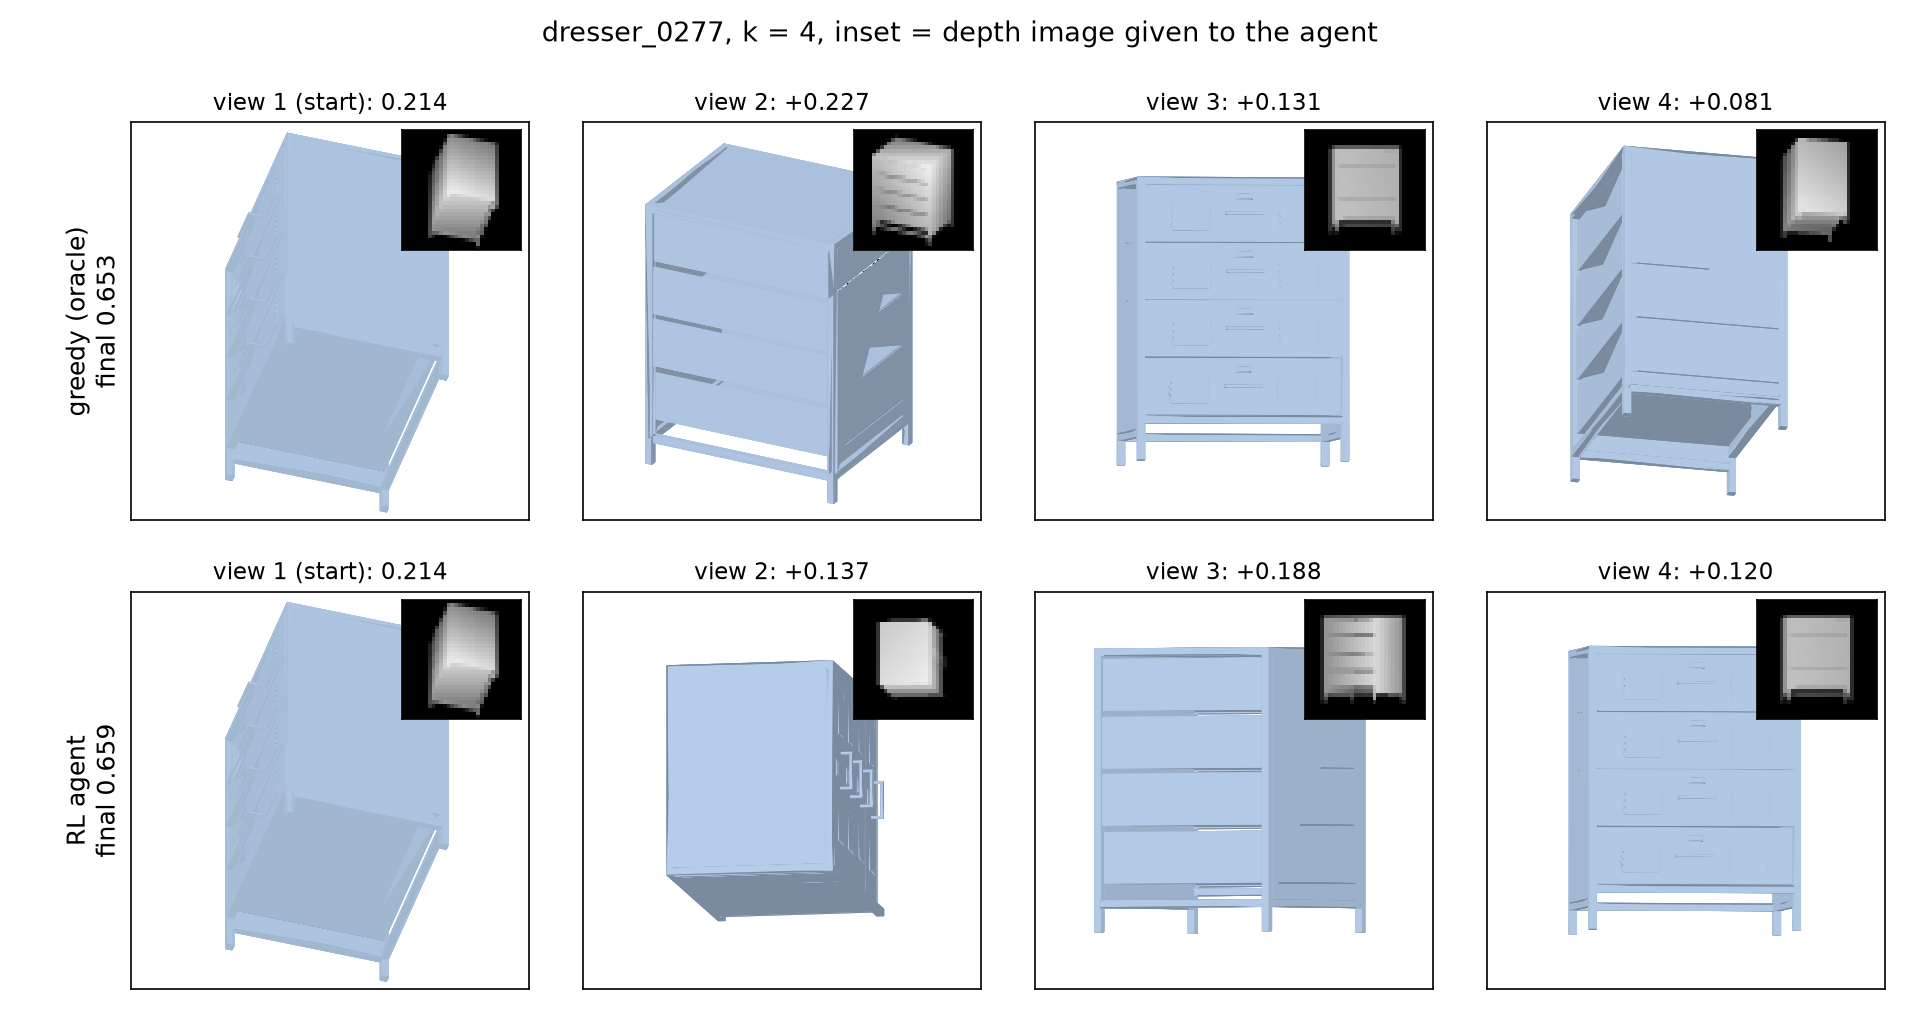 dresser_0277, k = 4, inset = depth image given to the agent
greedy (oracle)
final 0.653
view 1 (start): 0.214
view 2: +0.227
view 3: +0.131
view 4: +0.081
RL agent
final 0.659
view 1 (start): 0.214
view 2: +0.137
view 3: +0.188
view 4: +0.120